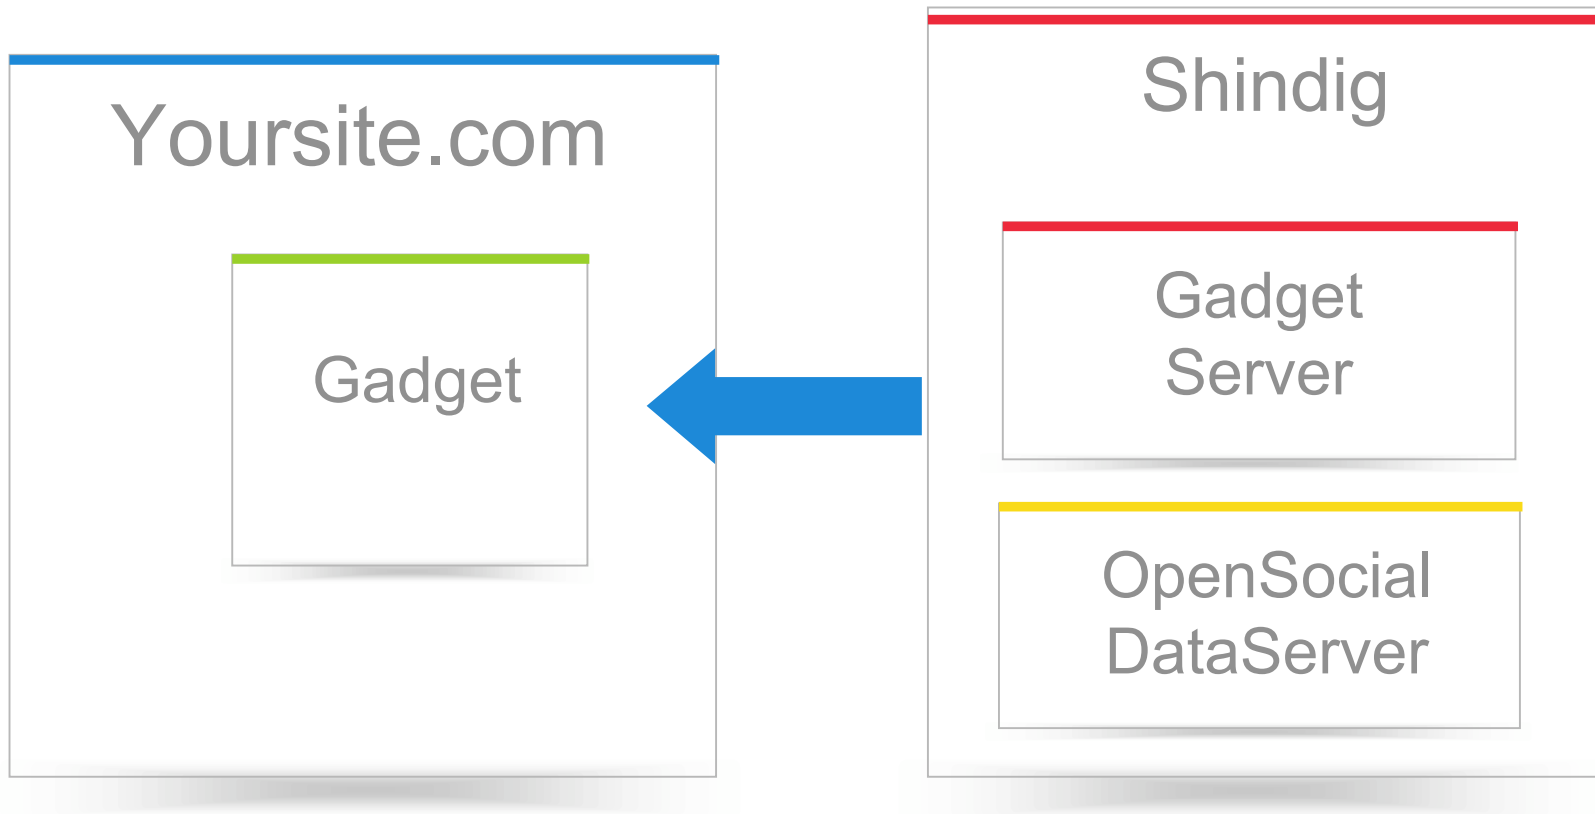 Yoursite.com
Gadget
Shindig
Gadget
Server
OpenSocial
DataServer